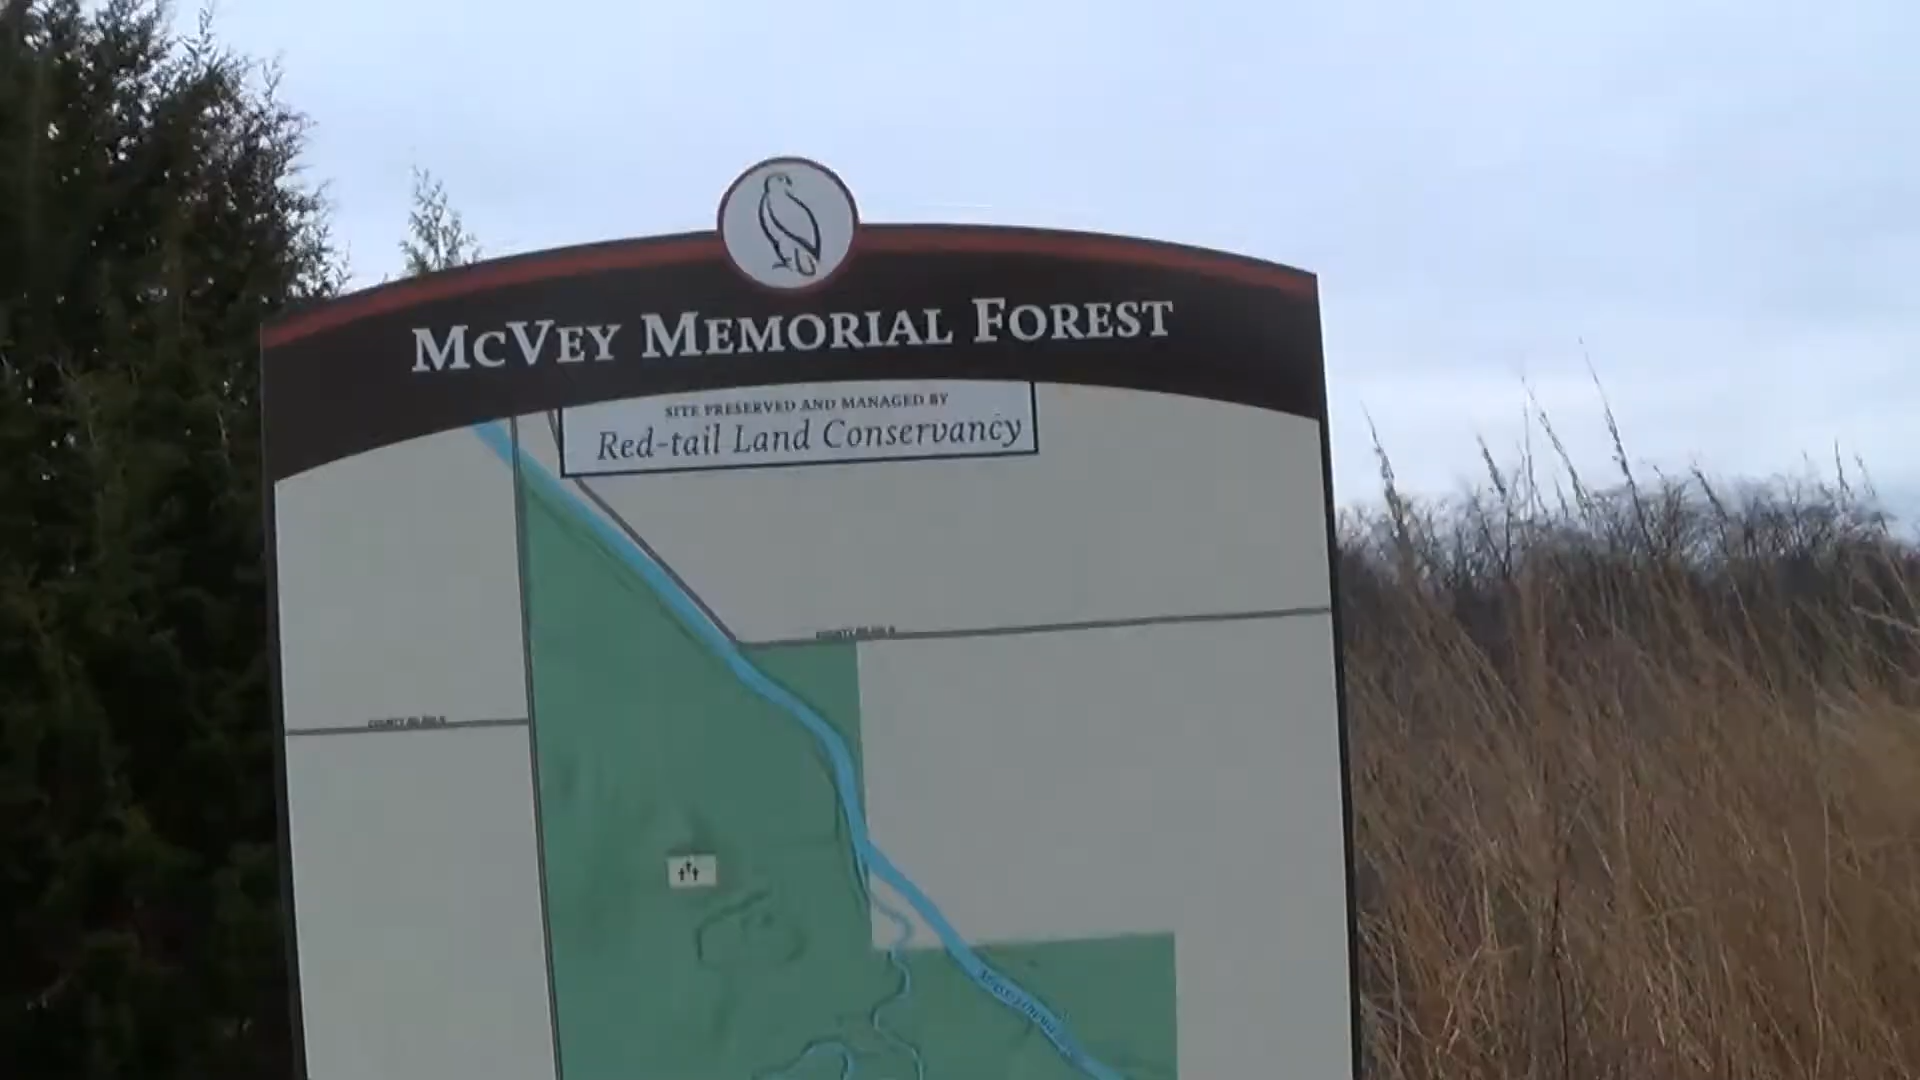 McVey Memorial Forest
SITE PRESERVED AND MANAGED BY
Red-tail Land Conservancy